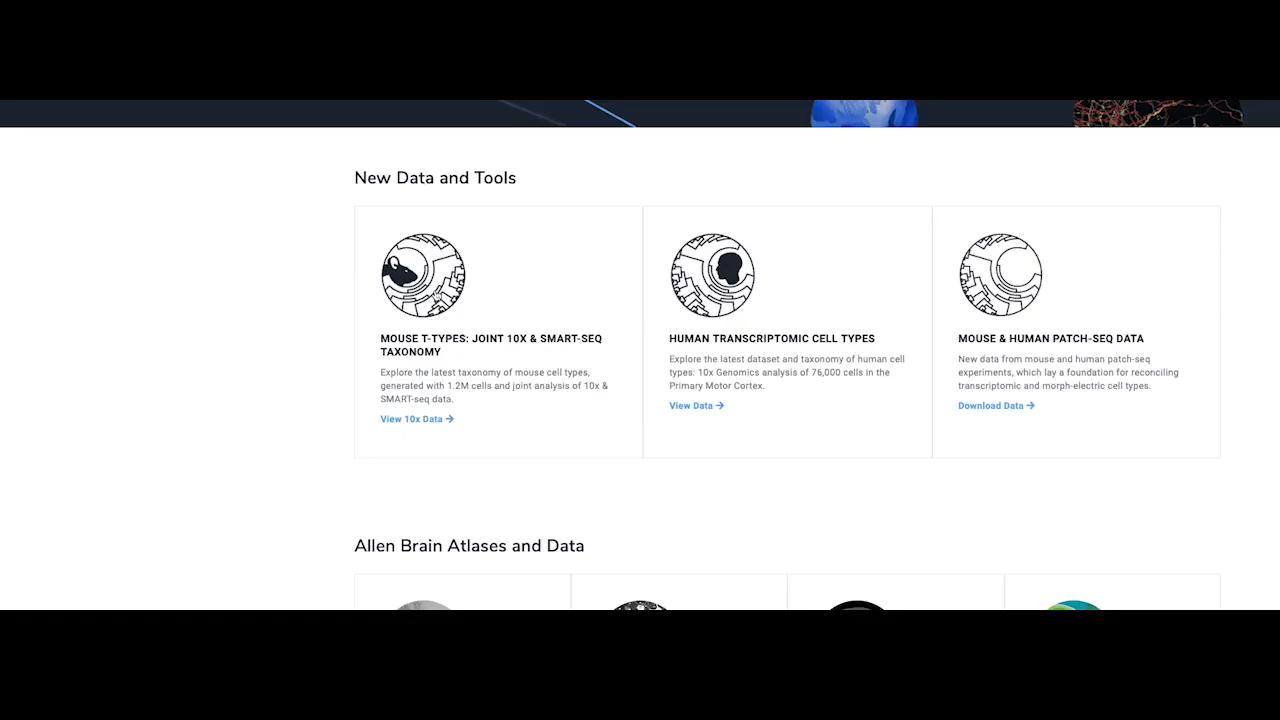 New Data and Tools
MOUSE T-TYPES: JOINT 10X & SMART-SEQ
TAXONOMY
Explore the latest taxonomy of mouse cell types,
generated with 1.2M cells and joint analysis of 10x &
SMART-seq data.
View 10x Data →
HUMAN TRANSCRIPTOMIC CELL TYPES
Explore the latest dataset and taxonomy of human cell
types: 10x Genomics analysis of 76,000 cells in the
Primary Motor Cortex.
View Data →
MOUSE & HUMAN PATCH-SEQ DATA
New data from mouse and human patch-seq
experiments, which lay a foundation for reconciling
transcriptomic and morph-electric cell types.
Download Data →
Allen Brain Atlases and Data